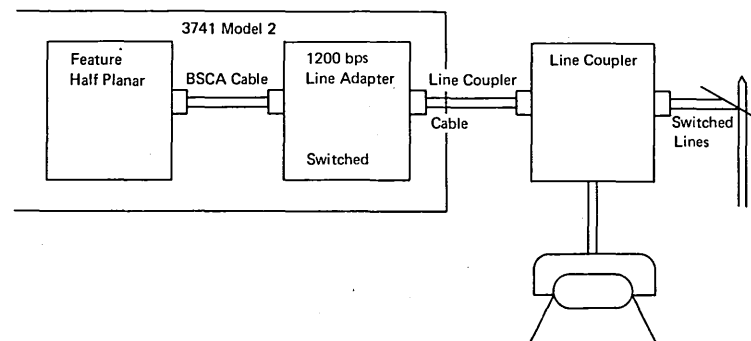 3741 Model 2
Feature
Half Planar
BSCA Cable
1200 bps
Line Adapter
Switched
Line Coupler
Cable
Line Coupler
Switched
Lines